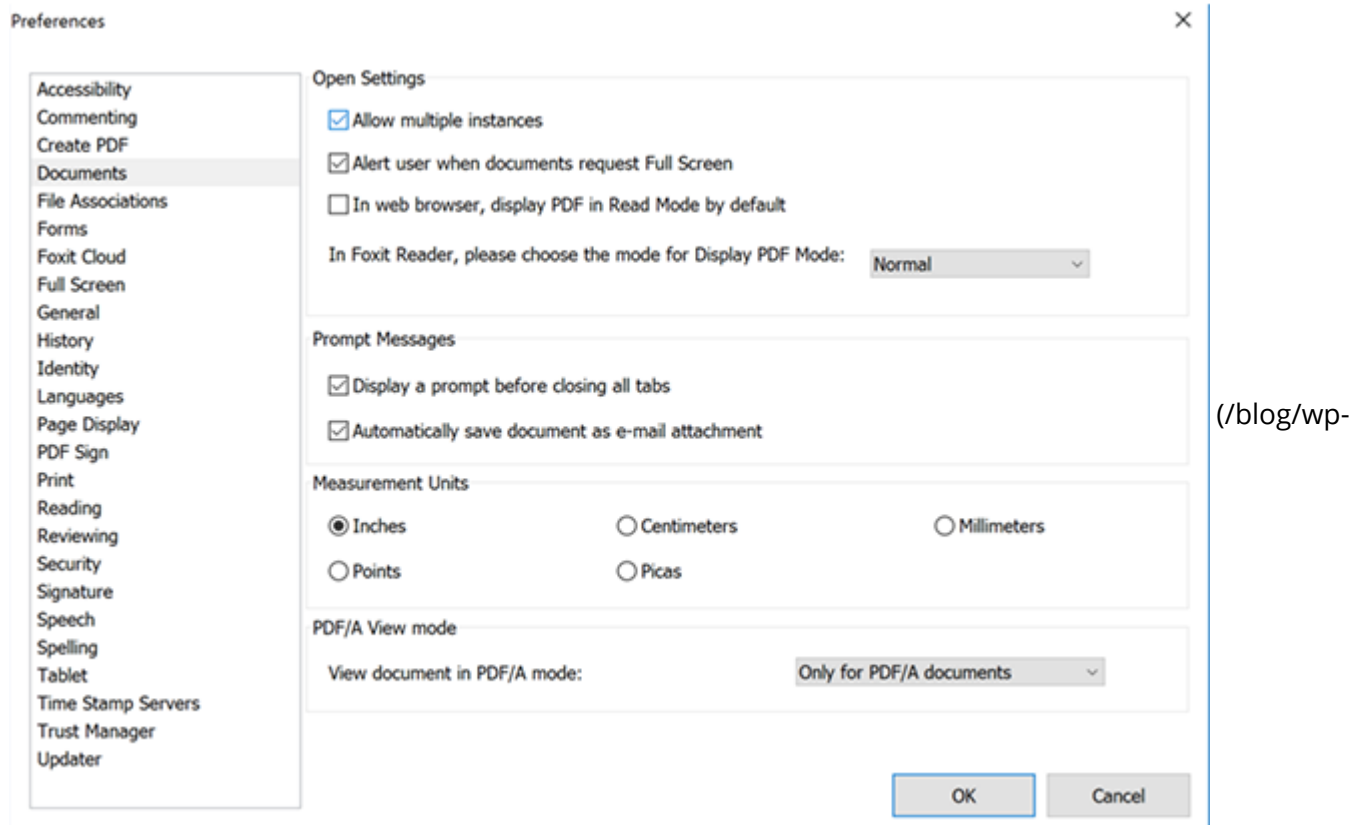 Preferences
Accessibility
Commenting
Create PDF
Documents
File Associations
Forms
Foxit Cloud
Full Screen
General
History
Identity
Languages
Page Display
PDF Sign
Print
Reading
Reviewing
Security
Signature
Speech
Spelling
Tablet
Time Stamp Servers
Trust Manager
Updater
Open Settings
Allow multiple instances
Alert user when documents request Full Screen
In web browser, display PDF in Read Mode by default
In Foxit Reader, please choose the mode for Display PDF Mode: Normal
Prompt Messages
Display a prompt before closing all tabs
Automatically save document as e-mail attachment
Measurement Units
Inches Centimeters Millimeters
Points Picas
PDF/A View mode
View document in PDF/A mode: Only for PDF/A documents
OK Cancel
(/blog/wp-